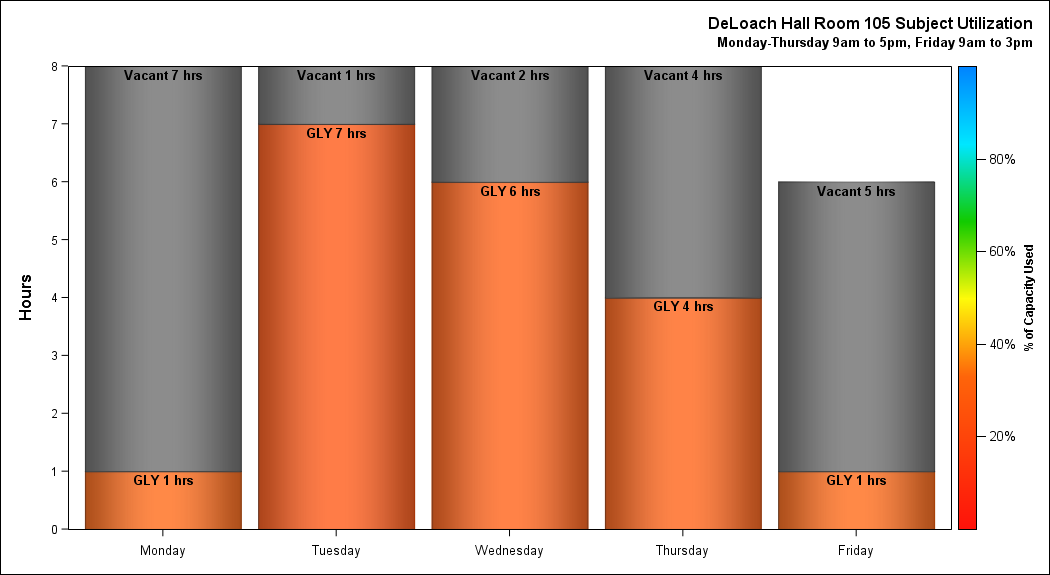 DeLoach Hall Room 105 Subject Utilization
Monday-Thursday 9am to 5pm, Friday 9am to 3pm
8
7
6
5
4
3
2
1
0
Hours
Vacant 7 hrs
GLY 1 hrs
Vacant 1 hrs
GLY 7 hrs
Vacant 2 hrs
GLY 6 hrs
Vacant 4 hrs
GLY 4 hrs
Vacant 5 hrs
GLY 1 hrs
Monday
Tuesday
Wednesday
Thursday
Friday
80%
60%
40%
20%
% of Capacity Used